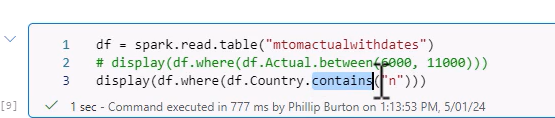 1 df = spark.read.table("mtomactualwithdates")
2 # display(df.where(df.Actual.between(6000, 11000)))
3 display(df.where(df.Country.contains("n")))
[9] ✓ 1 sec - Command executed in 777 ms by Phillip Burton on 1:13:53 PM, 5/01/24